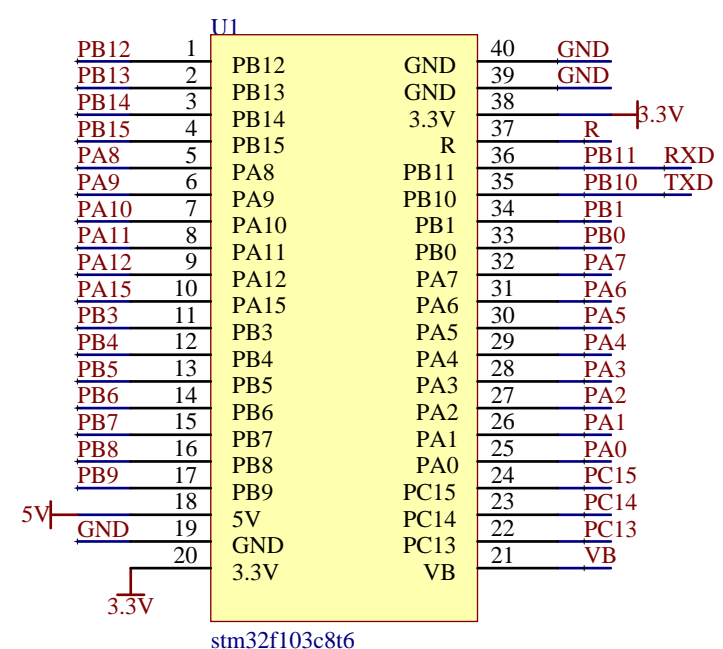 U1
PB12 1 PB12 GND 40 GND
PB13 2 PB13 GND 39 GND
PB14 3 PB14 3.3V 38 3.3V
PB15 4 PB15 R 37 R
PA8 5 PA8 PB11 36 PB11 RXD
PA9 6 PA9 PB10 35 PB10 TXD
PA10 7 PA10 PB1 34 PB1
PA11 8 PA11 PB0 33 PB0
PA12 9 PA12 PA7 32 PA7
PA15 10 PA15 PA6 31 PA6
PB3 11 PB3 PA5 30 PA5
PB4 12 PB4 PA4 29 PA4
PB5 13 PB5 PA3 28 PA3
PB6 14 PB6 PA2 27 PA2
PB7 15 PB7 PA1 26 PA1
PB8 16 PB8 PA0 25 PA0
PB9 17 PB9 PC15 24 PC15
5V 18 5V PC14 23 PC14
GND 19 GND PC13 22 PC13
20 3.3V VB 21 VB
3.3V
stm32f103c8t6